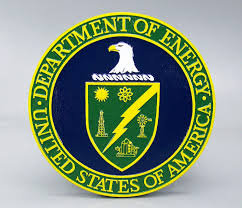 DEPARTMENT OF ENERGY
UNITED STATES OF AMERICA